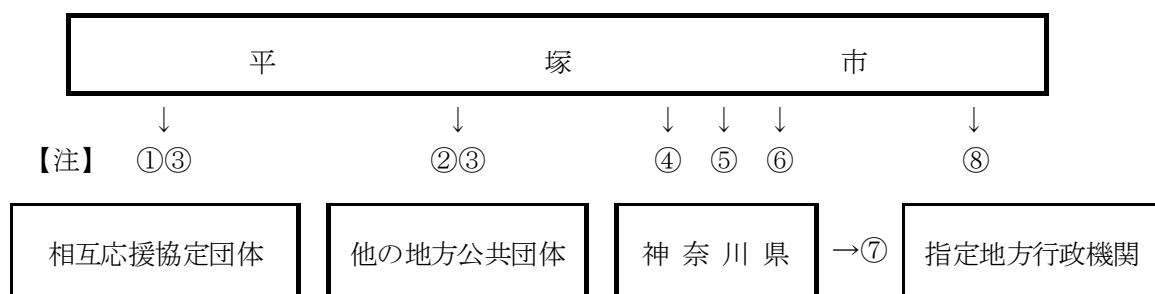 平 塚 市
↓ ↓ ↓ ↓ ↓ ↓
【注】 ①③ ②③ ④ ⑤ ⑥ ⑧
相互応援協定団体 他の地方公共団体 神奈川県 →⑦ 指定地方行政機関